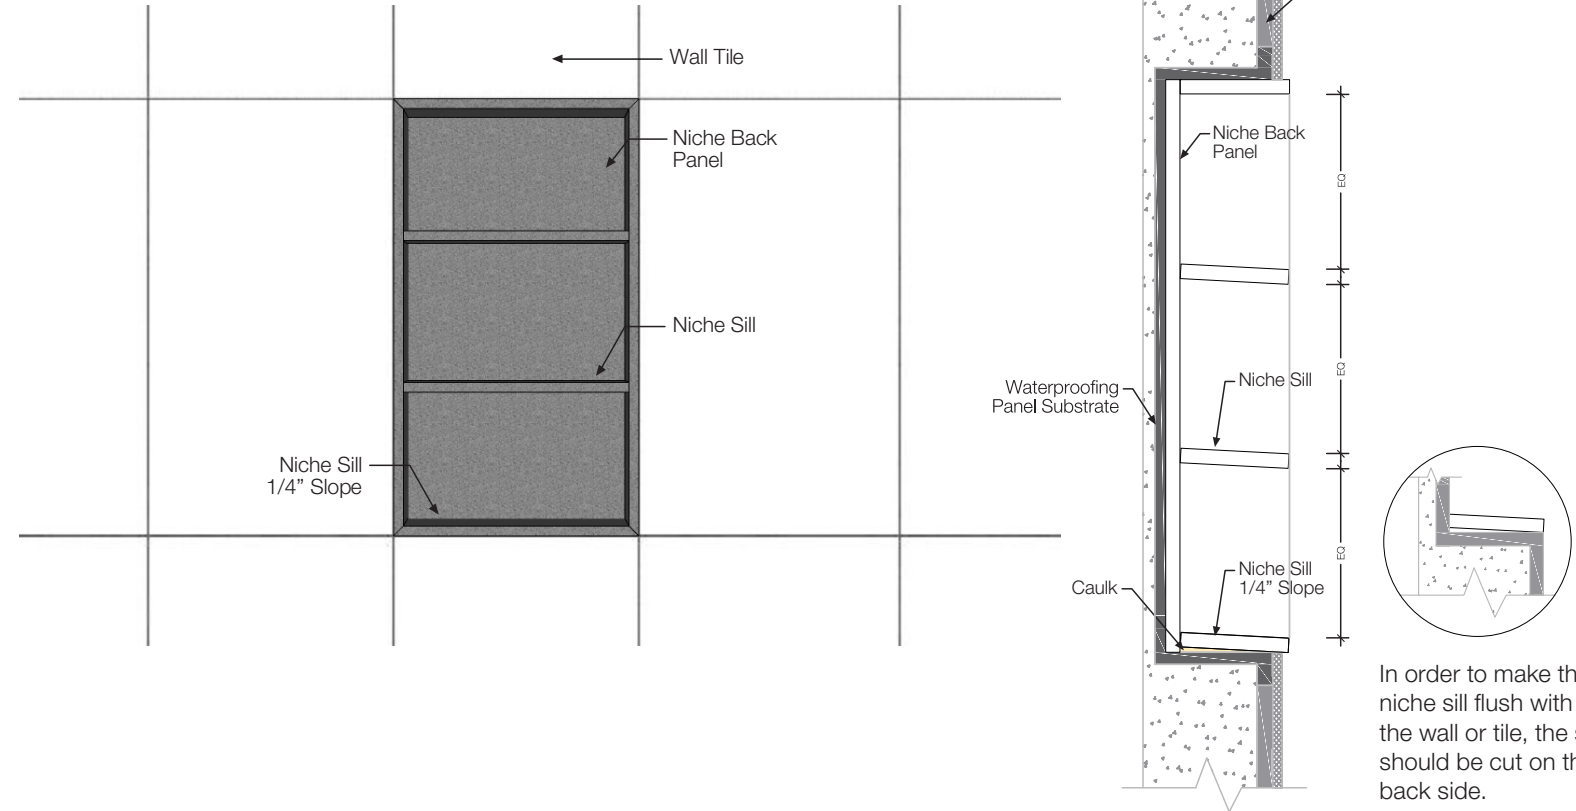 Wall Tile
Niche Back
Panel
Niche Sill
Niche Sill
1/4” Slope
Niche Back
Panel
EQ
EQ
EQ
Waterproofing
Panel Substrate
Niche Sill
Caulk
Niche Sill
1/4” Slope
In order to make
niche sill flush with
the wall or tile, the
should be cut on
back side.